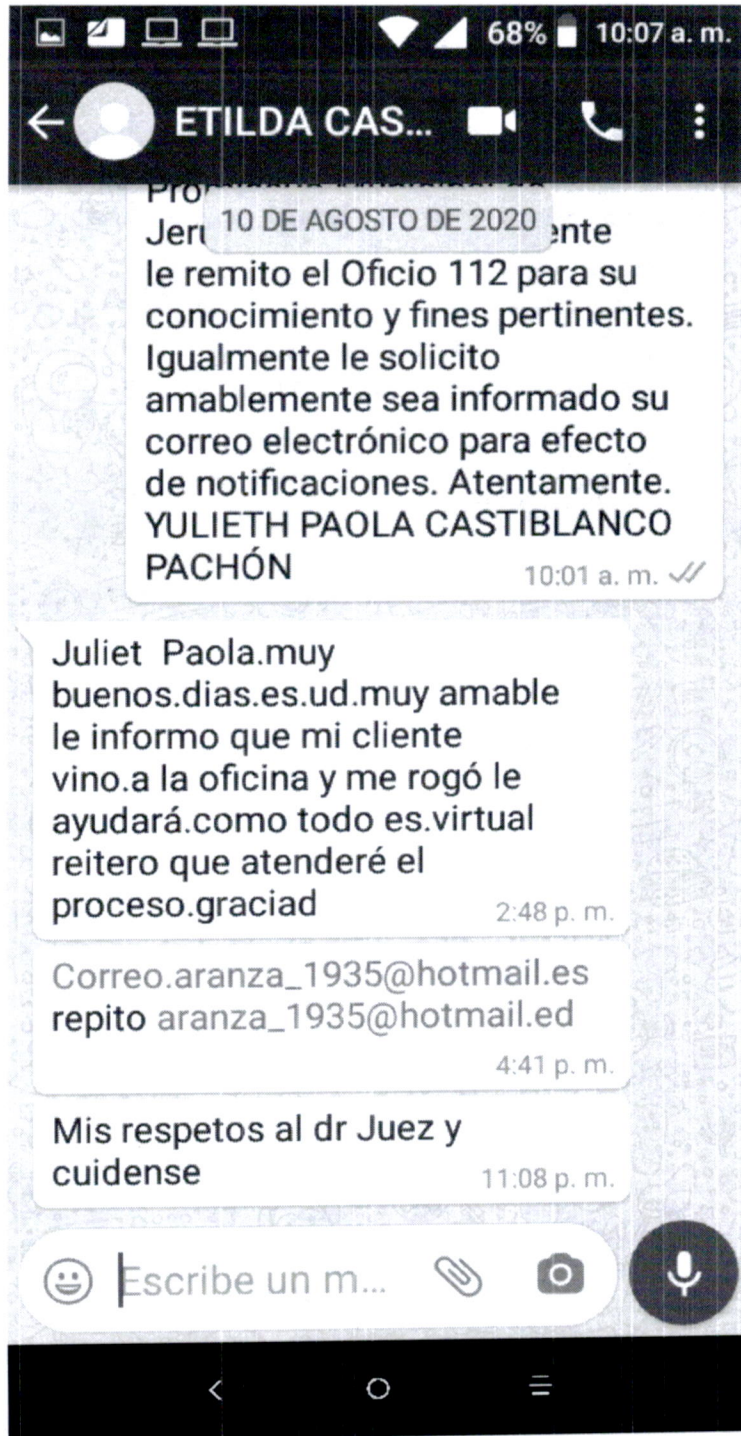 68% 10:07 a. m.
ETILDA CAS...
10 DE AGOSTO DE 2020
Jeru ente
le remito el Oficio 112 para su
conocimiento y fines pertinentes.
Igualmente le solicito
amablemente sea informado su
correo electrónico para efecto
de notificaciones. Atentamente.
YULIETH PAOLA CASTIBLANCO
PACHÓN 10:01 a. m.
Juliet Paola.muy
buenos.dias.es.ud.muy amable
le informo que mi cliente
vino.a la oficina y me rogó le
ayudará.como todo es.virtual
reitero que atenderé el
proceso.graciad 2:48 p. m.
Correo.aranza_1935@hotmail.es
repito aranza_1935@hotmail.ed
4:41 p. m.
Mis respetos al dr Juez y
cuidense 11:08 p. m.
Escribe un m...